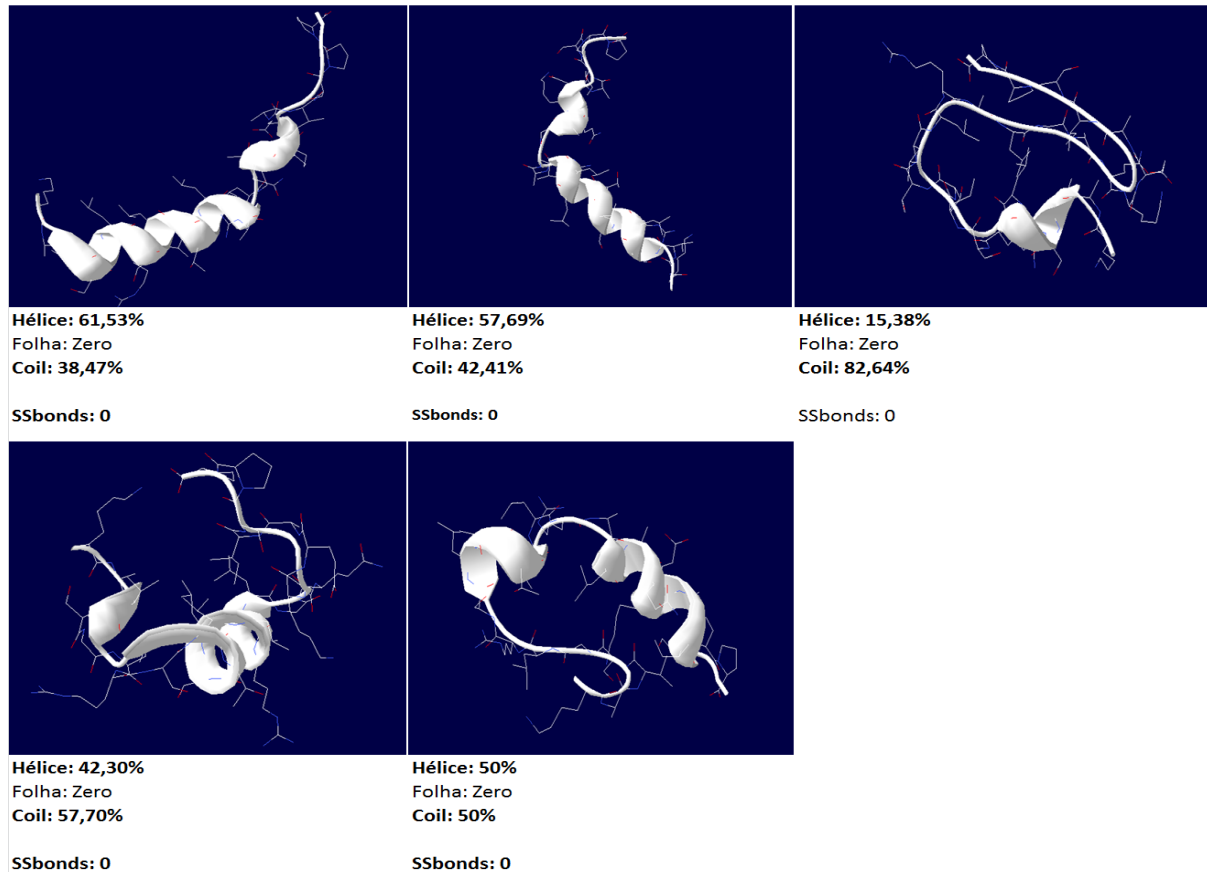 Hélice: 61,53%
Folha: Zero
Coil: 38,47%
SSbonds: 0
Hélice: 57,69%
Folha: Zero
Coil: 42,41%
SSbonds: 0
Hélice: 15,38%
Folha: Zero
Coil: 82,64%
SSbonds: 0
Hélice: 42,30%
Folha: Zero
Coil: 57,70%
SSbonds: 0
Hélice: 50%
Folha: Zero
Coil: 50%
SSbonds: 0